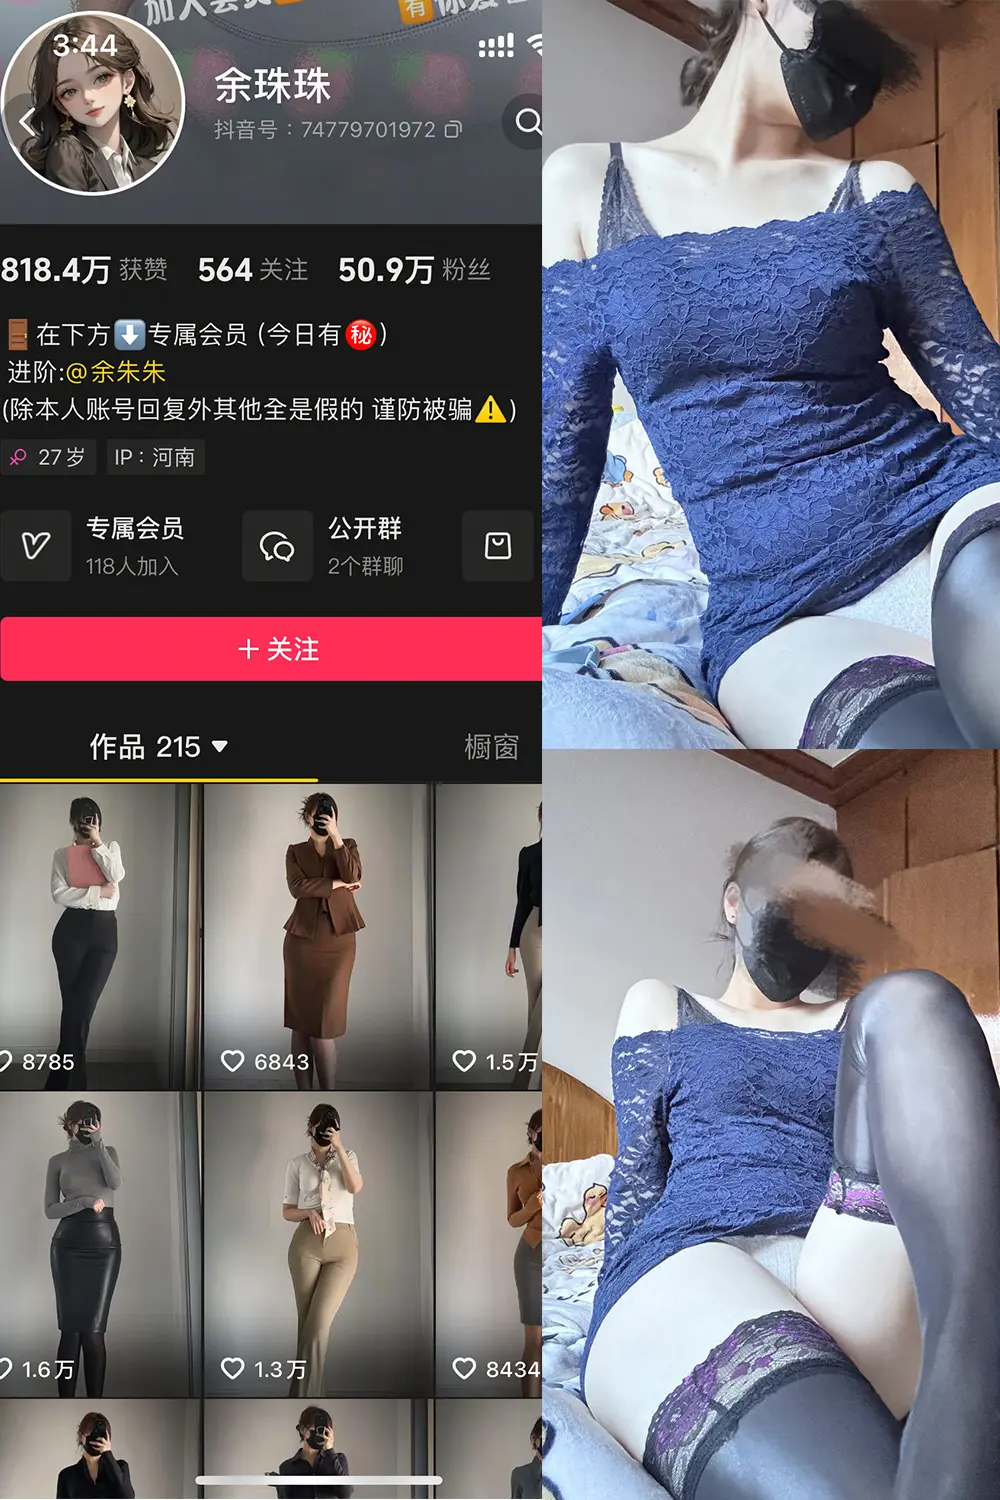 加入会员
有
3:44
余珠珠
抖音号：74779701972
818.4万 获赞 564 关注 50.9万 粉丝
🚪在下方⬇️专属会员 (今日有㊙️)
进阶:@余朱朱
(除本人账号回复外其他全是假的 谨防被骗⚠️)
27岁 IP：河南
专属会员 公开群
118人加入 2个群聊
+ 关注
作品 215 橱窗
8785 6843 1.5万
1.6万 1.3万 8434